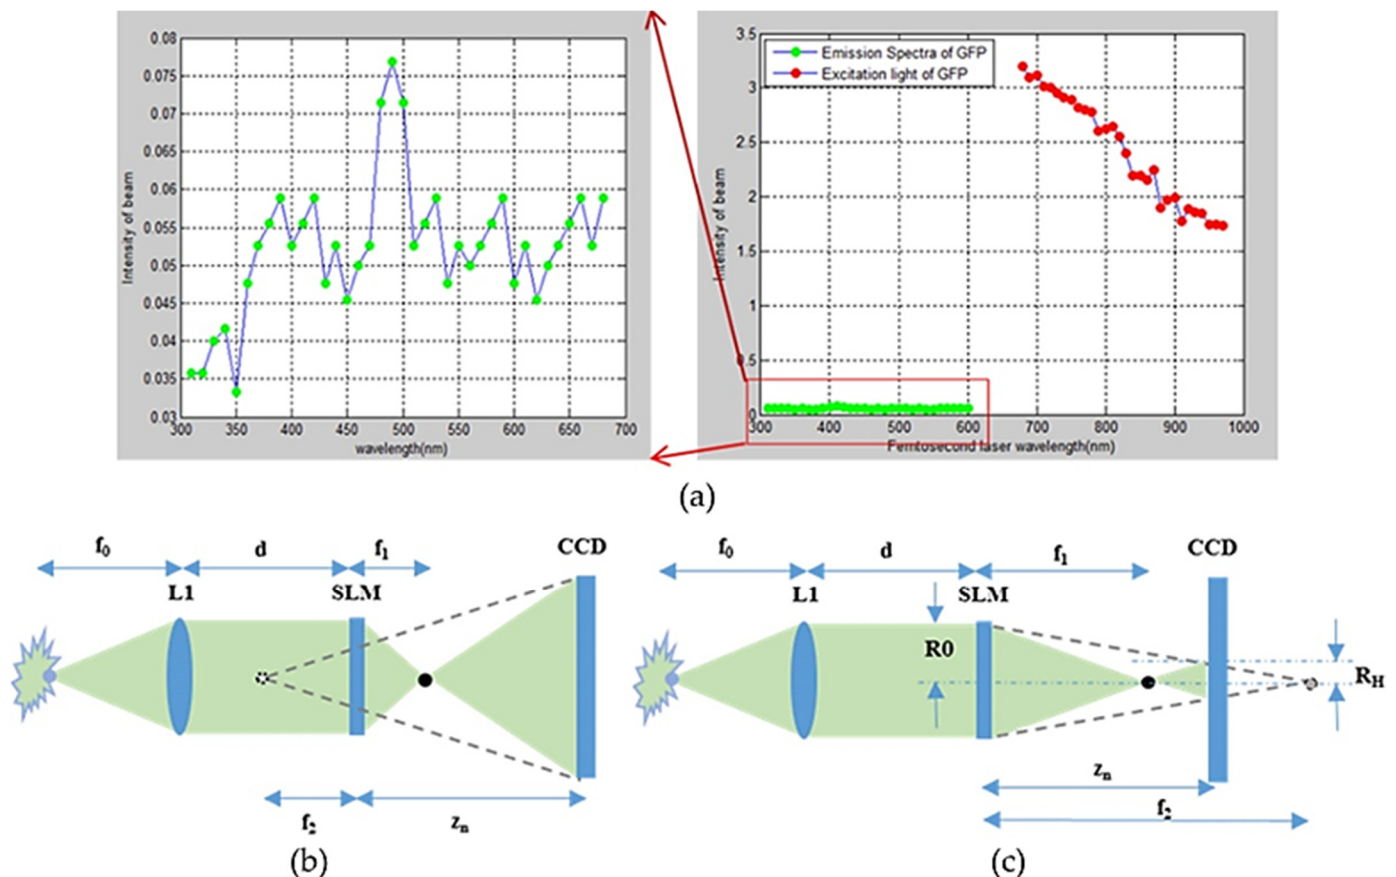 0.08
0.075
0.07
0.065
0.06
0.055
0.05
0.045
0.04
0.035
0.03
Intensity of beam
300 350 400 450 500 550 600 650 700
wavelength(nm)
Emission Spectra of GFP
Excitation light of GFP
3.5
3
2.5
2
1.5
1
0.5
0
Intensity of beam
300 400 500 600 700 800 900 1000
Femtosecond laser wavelength(nm)
(a)
f0 d f1 CCD
L1 SLM
f2 zn
(b)
f0 d f1 CCD
L1 SLM
R0
RH
zn
f2
(c)